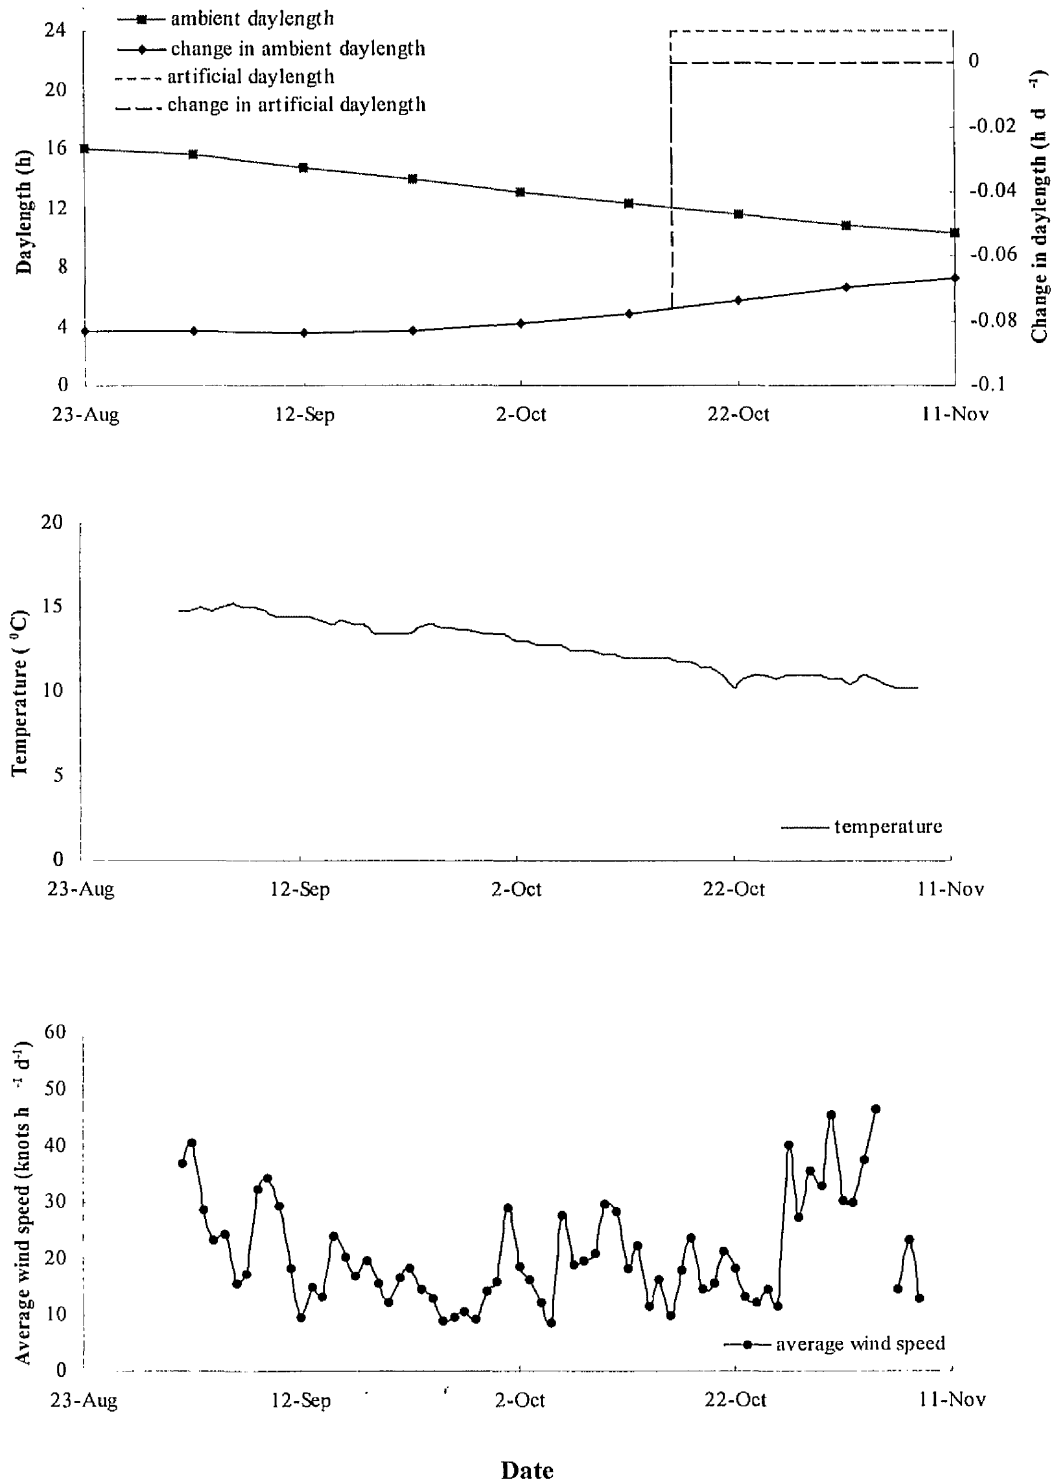 ambient daylength
change in ambient daylength
artificial daylength
change in artificial daylength
24
20
16
12
8
4
0
Daylength (h)
0
-0.02
-0.04
-0.06
-0.08
-0.1
Change in daylength (h d -1)
23-Aug 12-Sep 2-Oct 22-Oct 11-Nov
20
15
10
5
0
Temperature ( 0C)
temperature
23-Aug 12-Sep 2-Oct 22-Oct 11-Nov
60
50
40
30
20
10
0
Average wind speed (knots h -1 d-1)
average wind speed
23-Aug 12-Sep 2-Oct 22-Oct 11-Nov
Date